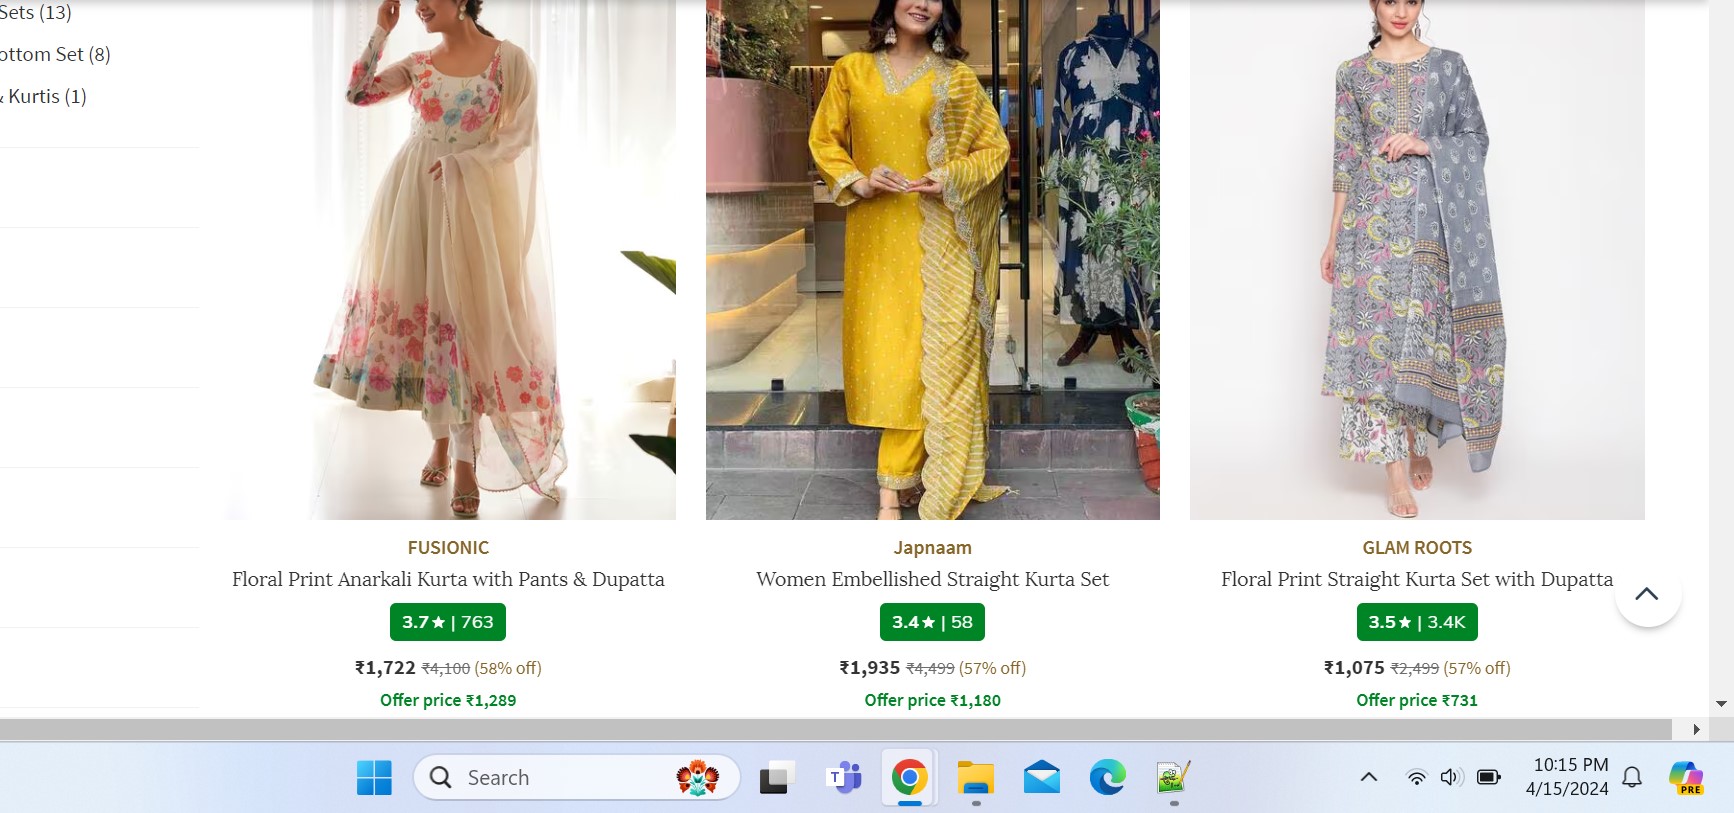 Sets (13)
ottom Set (8)
Kurtis (1)
FUSIONIC
Floral Print Anarkali Kurta with Pants & Dupatta
3.7★ | 763
₹1,722 ₹4,100 (58% off)
Offer price ₹1,289
Japnaam
Women Embellished Straight Kurta Set
3.4★ | 58
₹1,935 ₹4,499 (57% off)
Offer price ₹1,180
GLAM ROOTS
Floral Print Straight Kurta Set with Dupatta
3.5★ | 3.4K
₹1,075 ₹2,499 (57% off)
Offer price ₹731
Search
T
10:15 PM
4/15/2024
PRE